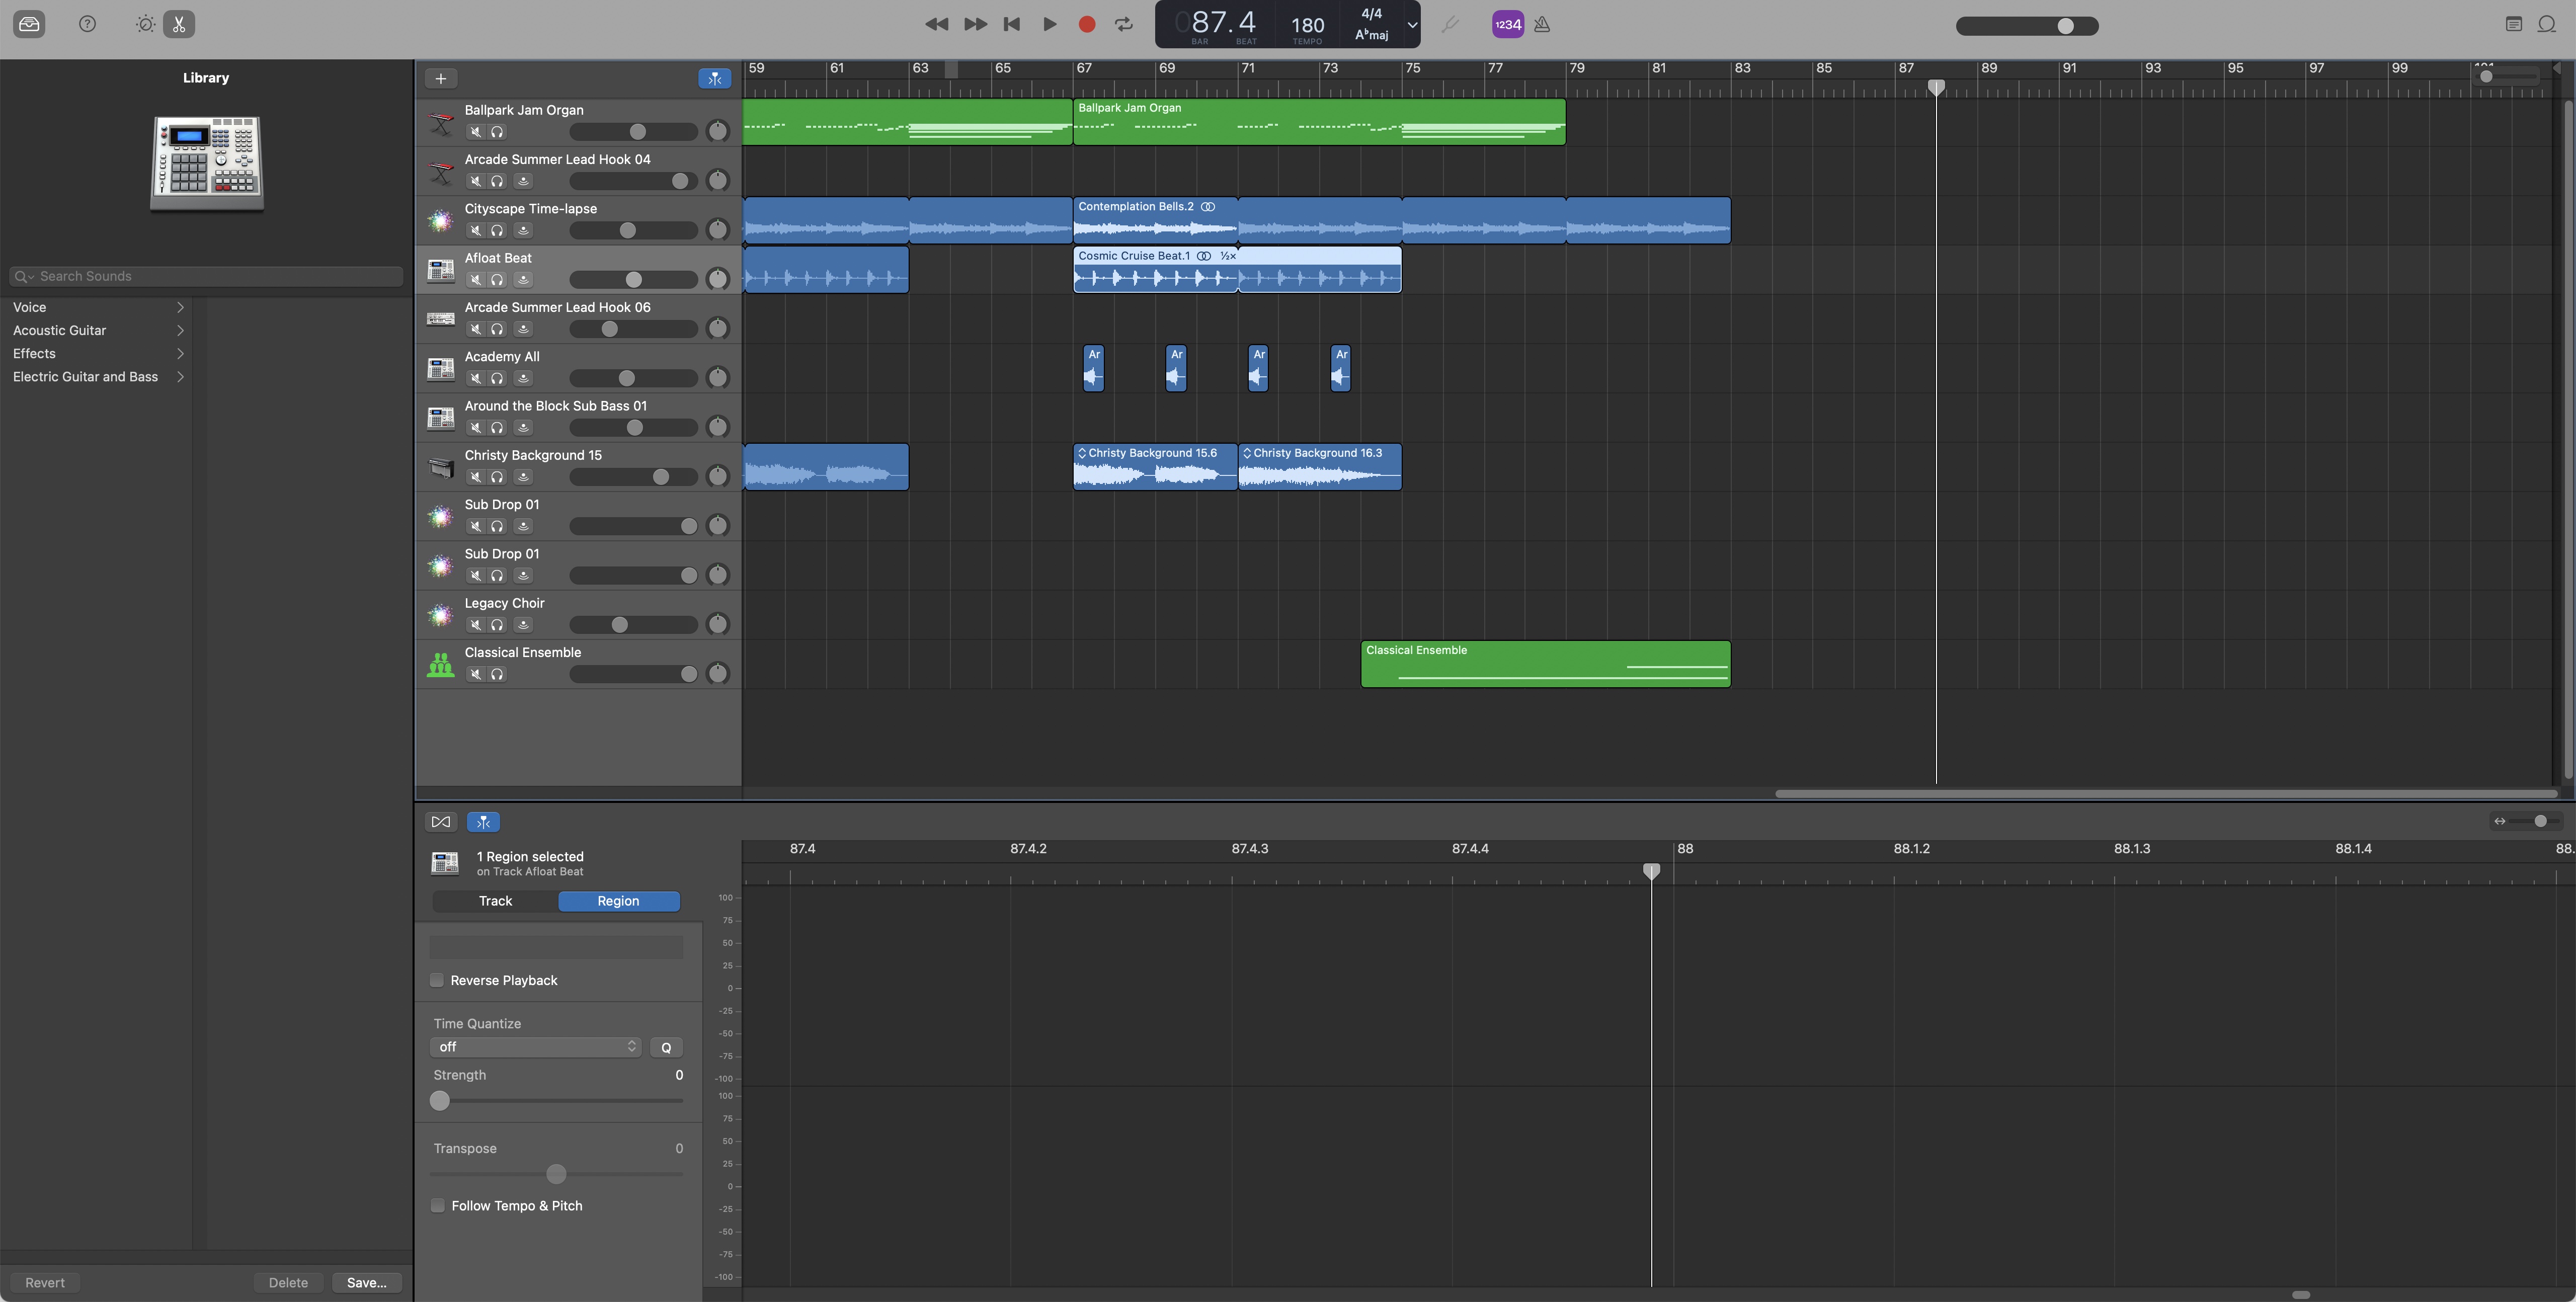 087.4
BAR
BEAT
180
TEMPO
4/4
A♭maj
1234
Library
Search Sounds
Voice
Acoustic Guitar
Effects
Electric Guitar and Bass
Revert
Delete
Save...
59
61
63
65
67
69
71
73
75
77
79
81
83
85
87
89
91
93
95
97
99
Ballpark Jam Organ
Ballpark Jam Organ
Arcade Summer Lead Hook 04
Cityscape Time-lapse
Contemplation Bells.2
Afloat Beat
Cosmic Cruise Beat.1 ½×
Arcade Summer Lead Hook 06
Academy All
Ar
Ar
Ar
Ar
Around the Block Sub Bass 01
Christy Background 15
Christy Background 15.6
Christy Background 16.3
Sub Drop 01
Sub Drop 01
Legacy Choir
Classical Ensemble
Classical Ensemble
1 Region selected
on Track Afloat Beat
Track
Region
Reverse Playback
Time Quantize
off
Q
Strength
0
Transpose
0
Follow Tempo & Pitch
87.4
87.4.2
87.4.3
87.4.4
88
88.1.2
88.1.3
88.1.4
88.
100
75
50
25
0
-25
-50
-75
-100
100
75
50
25
0
-25
-50
-75
-100